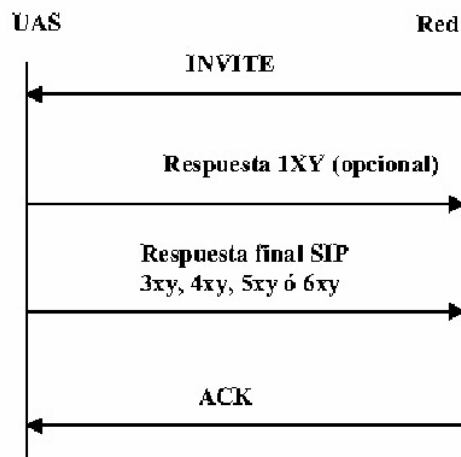 UAS Red
INVITE
Respuesta 1XY (opcional)
Respuesta final SIP
3xy, 4xy, 5xy ó 6xy
ACK